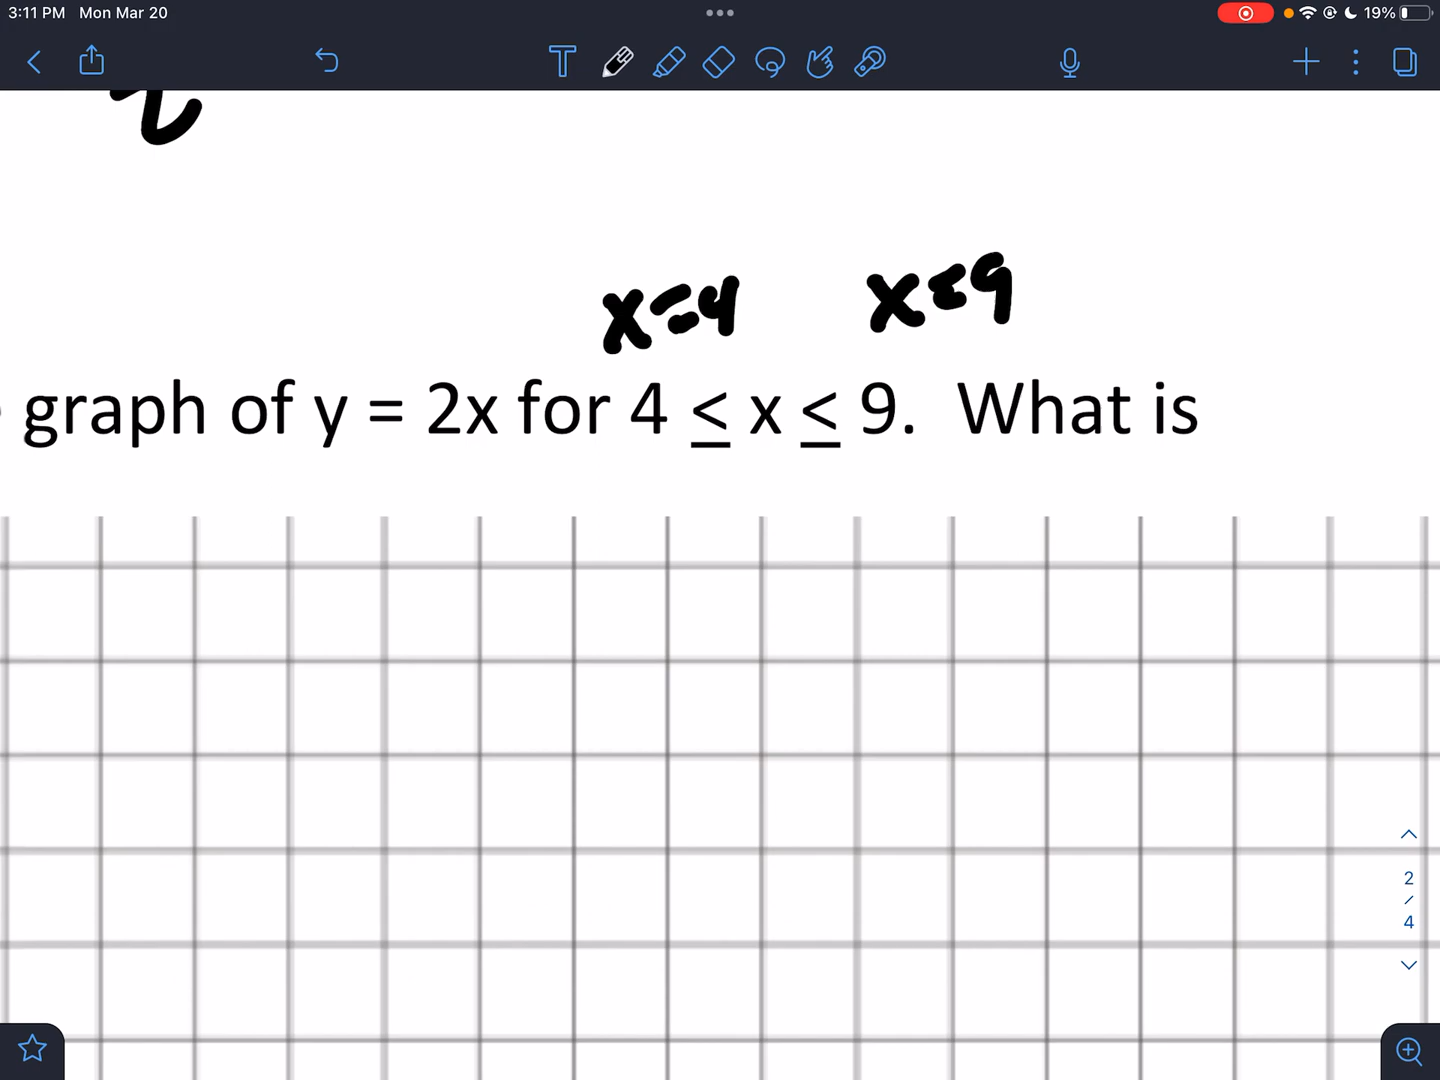 3:11 PM Mon Mar 20
19%
T
x=4 x=9
graph of y = 2x for 4 ≤ x ≤ 9. What is
2
/
4